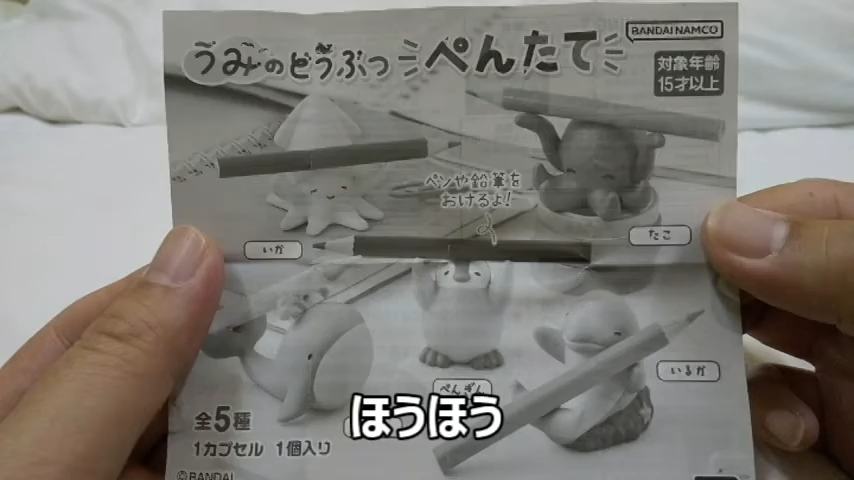 うみのどうぶつ
ぺんたて
BANDAI NAMCO
対象年齢
15才以上
ペンや鉛筆を
おけるよ!
いか
たこ
ぺんぎん
いるか
全5種
1カプセル 1個入り
ほうほう
©BANDAI